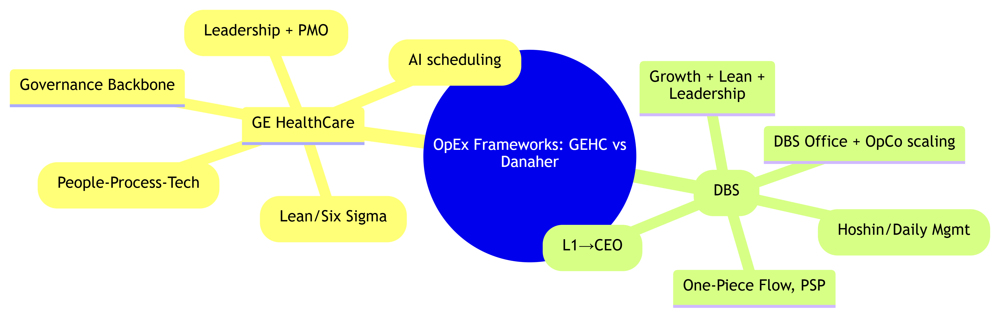 Leadership + PMO
AI scheduling
Governance Backbone
GE HealthCare
People-Process-Tech
Lean/Six Sigma
OpEx Frameworks: GEHC vs
Danaher
Growth + Lean +
Leadership
DBS Office + OpCo scaling
DBS
Hoshin/Daily Mgmt
L1→CEO
One-Piece Flow, PSP